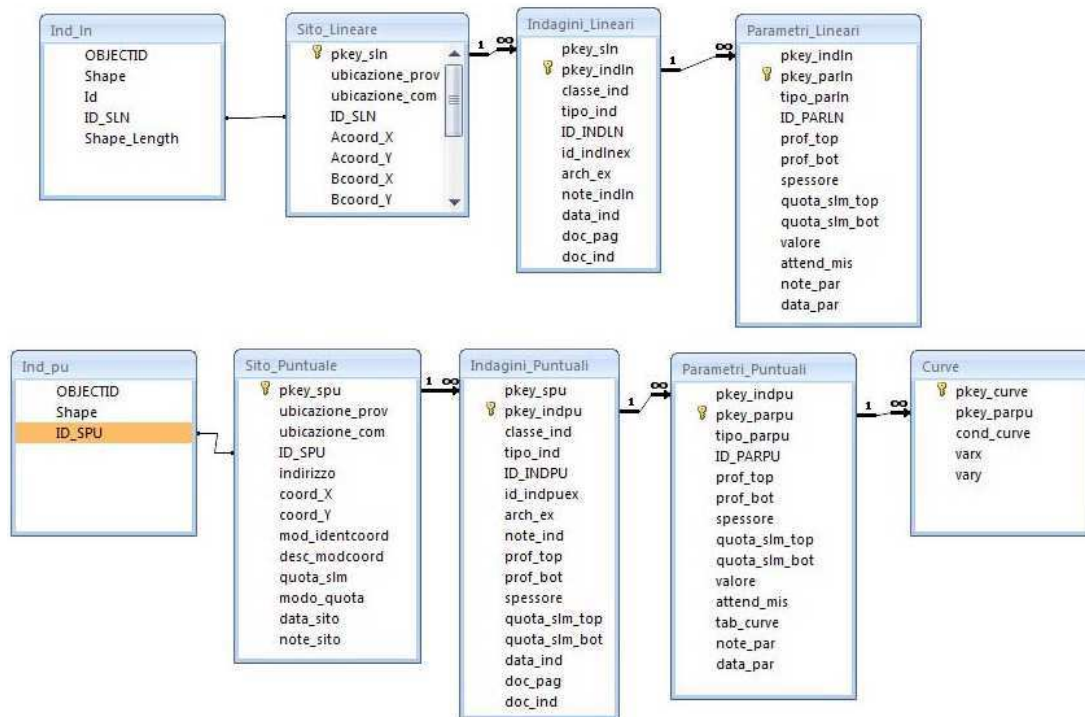 Ind_ln
OBJECTID
Shape
Id
ID_SLN
Shape_Length
Sito_Lineare
pkey_sln
ubicazione_prov
ubicazione_com
ID_SLN
Acoord_X
Acoord_Y
Bcoord_X
Bcoord_Y
1
∞
Indagini_Lineari
pkey_sln
pkey_indln
classe_ind
tipo_ind
ID_INDLN
id_indlnex
arch_ex
note_indln
data_ind
doc_pag
doc_ind
1
∞
Parametri_Lineari
pkey_indln
pkey_parln
tipo_parln
ID_PARLN
prof_top
prof_bot
spessore
quota_slm_top
quota_slm_bot
valore
attend_mis
note_par
data_par
Ind_pu
OBJECTID
Shape
ID_SPU
Sito_Puntuale
pkey_spu
ubicazione_prov
ubicazione_com
ID_SPU
indirizzo
coord_X
coord_Y
mod_identcoord
desc_modcoord
quota_slm
modo_quota
data_sito
note_sito
1
∞
Indagini_Puntuali
pkey_spu
pkey_indpu
classe_ind
tipo_ind
ID_INDPU
id_indpuex
arch_ex
note_ind
prof_top
prof_bot
spessore
quota_slm_top
quota_slm_bot
data_ind
doc_pag
doc_ind
1
∞
Parametri_Puntuali
pkey_indpu
pkey_parpu
tipo_parpu
ID_PARPU
prof_top
prof_bot
spessore
quota_slm_top
quota_slm_bot
valore
attend_mis
tab_curve
note_par
data_par
1
∞
Curve
pkey_curve
pkey_parpu
cond_curve
varx
vary